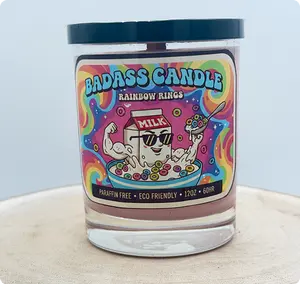 BADASS CANDLE
RAINBOW RINGS
MILK
PARAFFIN FREE • ECO FRIENDLY • 12OZ • 60HR